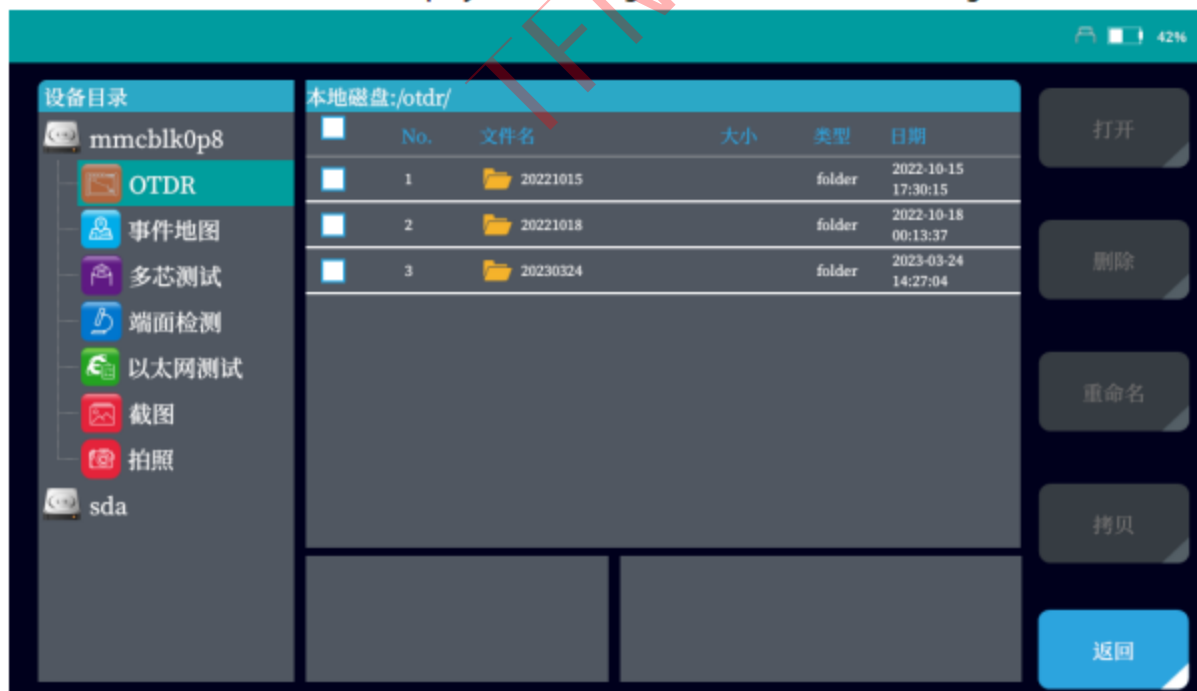 42%
设备目录
mmcblk0p8
OTDR
事件地图
多芯测试
端面检测
以太网测试
截图
拍照
sda
本地磁盘:/otdr/
No. 文件名 大小 类型 日期
1 20221015 folder 2022-10-15
17:30:15
2 20221018 folder 2022-10-18
00:13:37
3 20230324 folder 2023-03-24
14:27:04
打开
删除
重命名
拷贝
返回